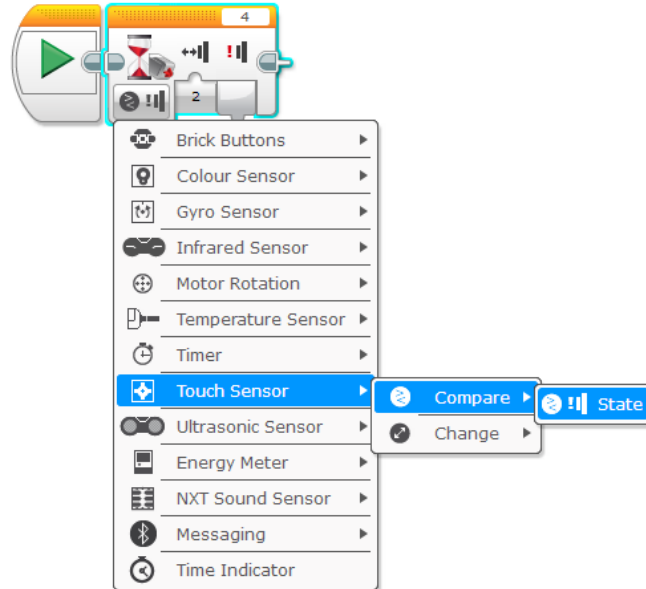 4
2
Brick Buttons
Colour Sensor
Gyro Sensor
Infrared Sensor
Motor Rotation
Temperature Sensor
Timer
Touch Sensor
Compare
State
Ultrasonic Sensor
Change
Energy Meter
NXT Sound Sensor
Messaging
Time Indicator